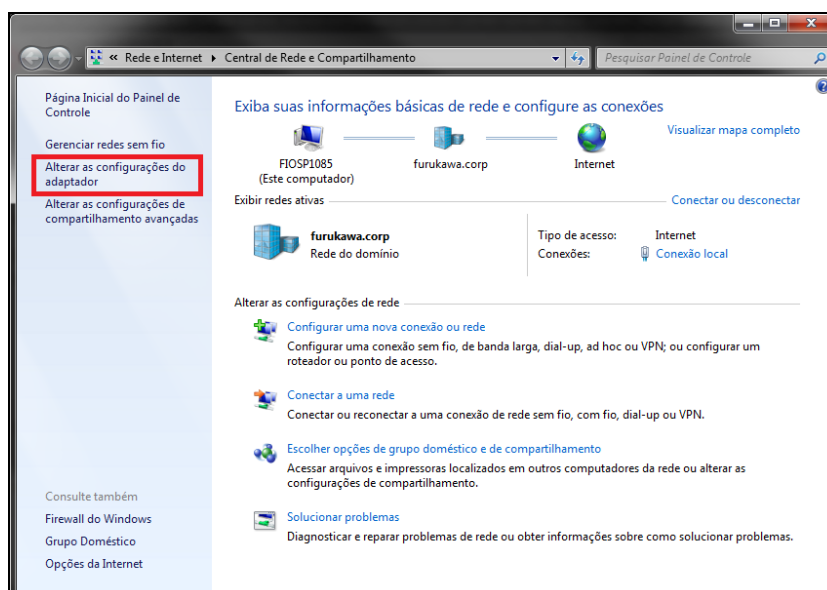 « Rede e Internet ▸ Central de Rede e Compartilhamento
Pesquisar Painel de Controle
Página Inicial do Painel de
Controle
Gerenciar redes sem fio
Alterar as configurações do
adaptador
Alterar as configurações de
compartilhamento avançadas
Exiba suas informações básicas de rede e configure as conexões
Visualizar mapa completo
FIOSP1085
(Este computador)
furukawa.corp
Internet
Exibir redes ativas
Conectar ou desconectar
furukawa.corp
Rede do domínio
Tipo de acesso: Internet
Conexões: Conexão local
Alterar as configurações de rede
Configurar uma nova conexão ou rede
Configurar uma conexão sem fio, de banda larga, dial-up, ad hoc ou VPN; ou configurar um
roteador ou ponto de acesso.
Conectar a uma rede
Conectar ou reconectar a uma conexão de rede sem fio, com fio, dial-up ou VPN.
Escolher opções de grupo doméstico e de compartilhamento
Acessar arquivos e impressoras localizados em outros computadores da rede ou alterar as
configurações de compartilhamento.
Solucionar problemas
Diagnosticar e reparar problemas de rede ou obter informações sobre como solucionar problemas.
Consulte também
Firewall do Windows
Grupo Doméstico
Opções da Internet